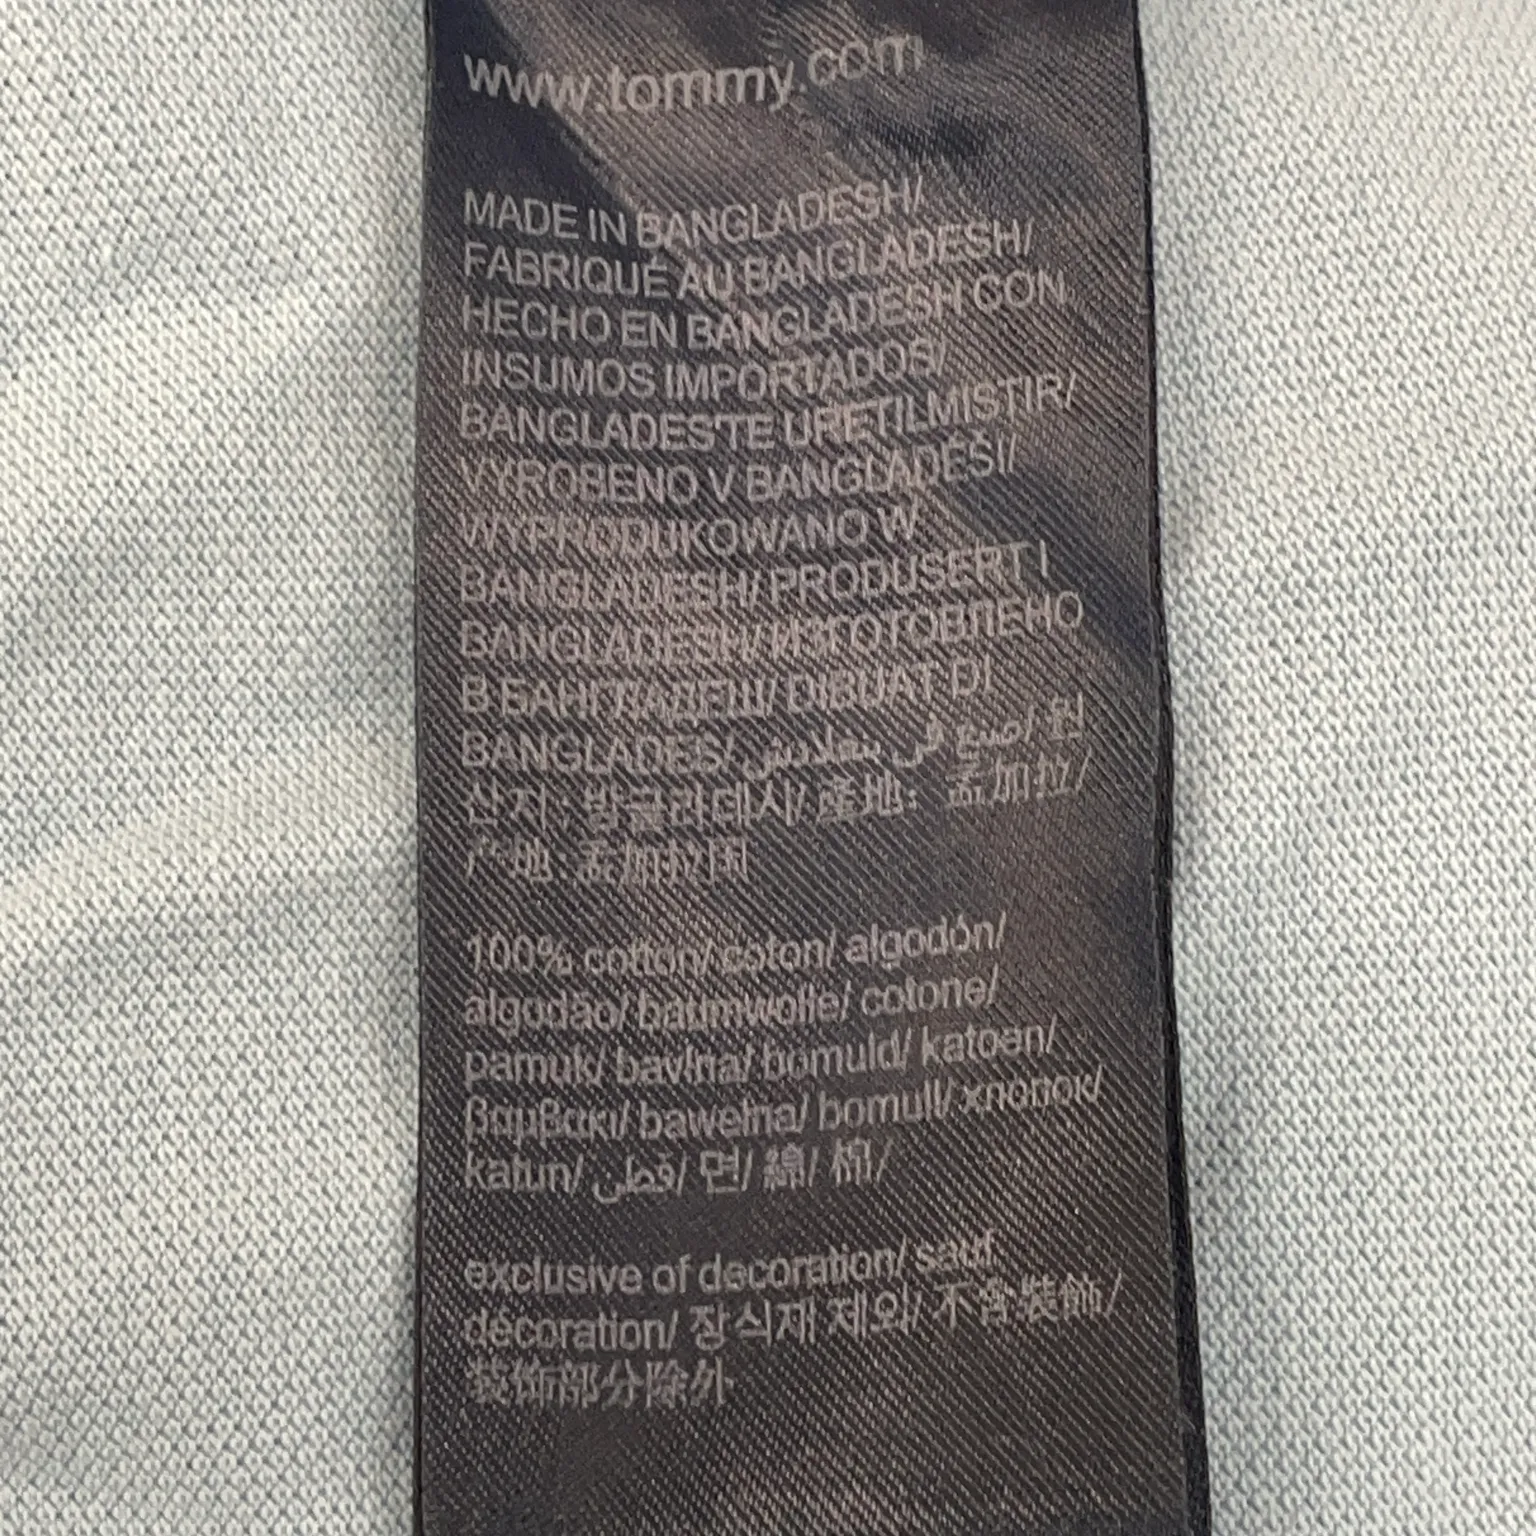 www.tommy.com
MADE IN BANGLADESH/
FABRIQUÉ AU BANGLADESH/
HECHO EN BANGLADESH CON
INSUMOS IMPORTADOS/
BANGLADES'TE URETILMISTIR/
VYROBENO V BANGLADÉŠI/
WYPRODUKOWANO W
BANGLADESH/ PRODUSERT I
BANGLADESH/ ИЗГОТОВЛЕНО
В БАНГЛАДЕШ/ DIBUAT DI
BANGLADES/ صنع في بنغلادش/ 원
산지 : 방글라데시/ 產地： 孟加拉/
产地 : 孟加拉国
100% cotton/ coton/ algodón/
algodão/ baumwolle/ cotone/
pamuk/ bavlna/ bomuld/ katoen/
βαμβακι/ bawełna/ bomull/ хлопок/
katun/ قطن/ 면/ 綿/ 棉/
exclusive of decoration/ sauf
décoration/ 장식재 제외/ 不含裝飾/
装饰部分除外